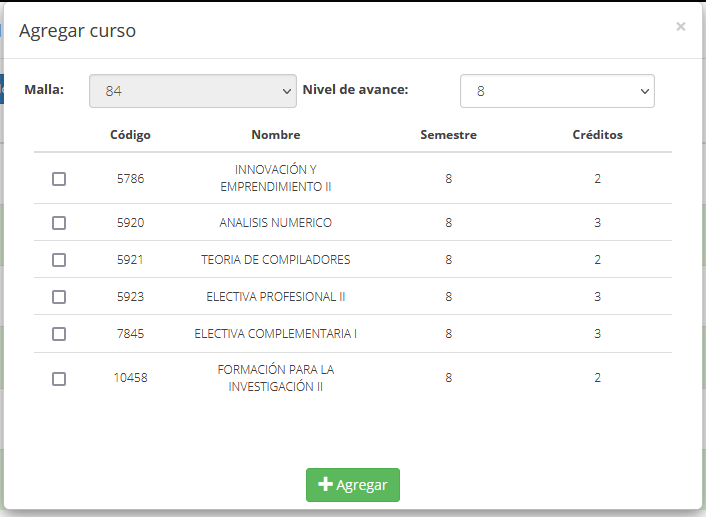 Agregar curso ×
Malla: 84 Nivel de avance: 8
Código Nombre Semestre Créditos
5786 INNOVACIÓN Y EMPRENDIMIENTO II 8 2
5920 ANALISIS NUMERICO 8 3
5921 TEORIA DE COMPILADORES 8 2
5923 ELECTIVA PROFESIONAL II 8 3
7845 ELECTIVA COMPLEMENTARIA I 8 3
10458 FORMACIÓN PARA LA INVESTIGACIÓN II 8 2
Agregar